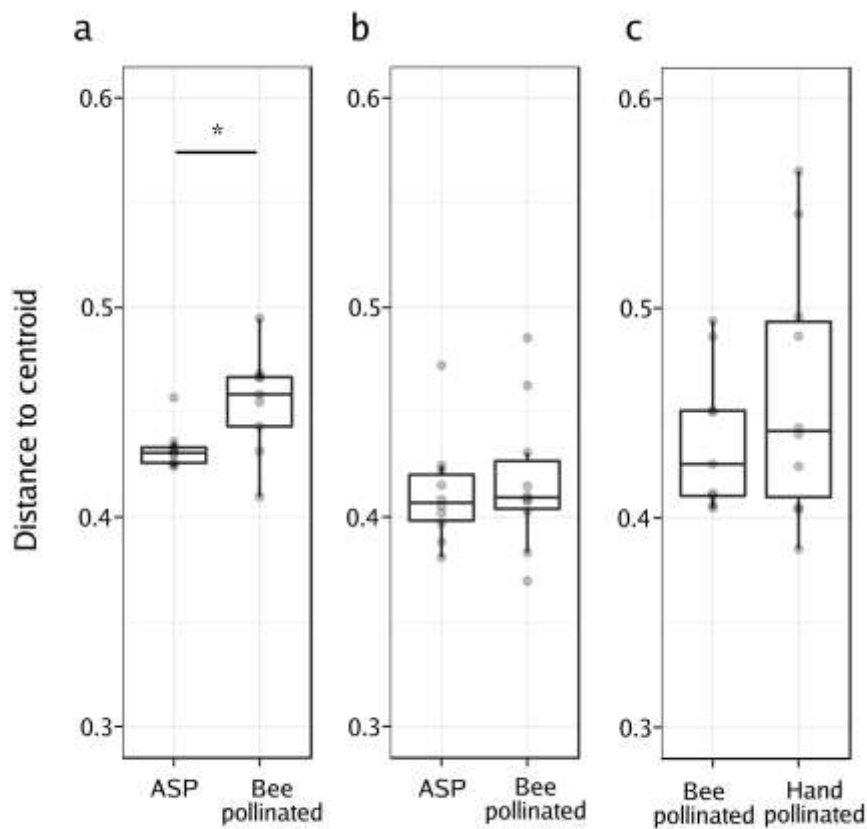 a
b
c
Distance to centroid
0.6
0.5
0.4
0.3
*
ASP
Bee
pollinated
0.6
0.5
0.4
0.3
ASP
Bee
pollinated
0.6
0.5
0.4
0.3
Bee
pollinated
Hand
pollinated